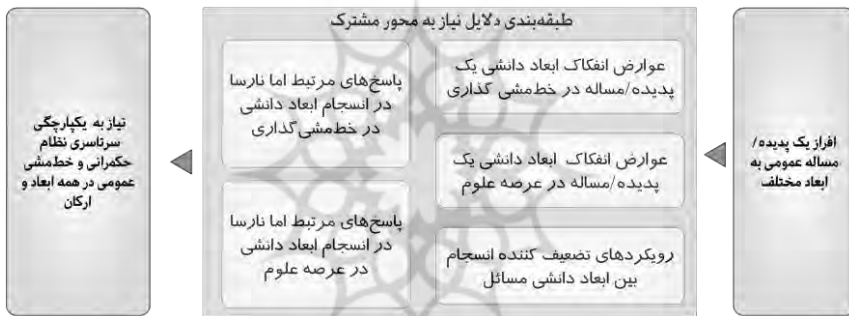 طبقه‌بندی دلایل نیاز به محور مشترک
افراز یک پدیده/
مساله عمومی به
ابعاد مختلف
عوارض انفکاک ابعاد دانشی یک
پدیده/مساله در خط‌مشی گذاری
عوارض انفکاک ابعاد دانشی یک
پدیده/مساله در عرصه علوم
رویکردهای تضعیف کننده انسجام
بین ابعاد دانشی مسائل
پاسخ‌های مرتبط اما نارسا
در انسجام ابعاد دانشی
در خط‌مشی‌گذاری
پاسخ‌های مرتبط اما نارسا
در انسجام ابعاد دانشی
در عرصه علوم
نیاز به یکپارچگی
سرتاسری نظام
حکمرانی و خط‌مشی
عمومی در همه ابعاد و
ارکان